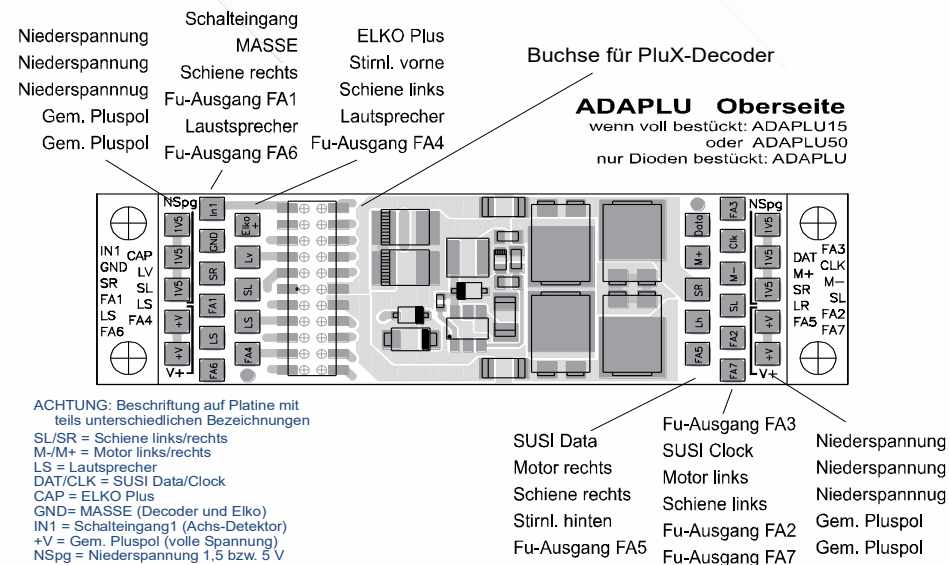 Niederspannung
Niederspannung
Niederspannnug
Gem. Pluspol
Gem. Pluspol
Schalteingang
MASSE
Schiene rechts
Fu-Ausgang FA1
Laustsprecher
Fu-Ausgang FA6
ELKO Plus
Stirnl. vorne
Schiene links
Lautsprecher
Fu-Ausgang FA4
Buchse für PluX-Decoder
ADAPLU Oberseite
wenn voll bestückt: ADAPLU15
oder ADAPLU50
nur Dioden bestückt: ADAPLU
IN1
GND
SR
FA1
LS
FA6
CAP
LV
SL
LS
FA4
NSpg
1V5
1V5
1V5
+V
+V
V+
In1
GND
SR
FA1
LS
FA6
Elko
+
Lv
SL
LS
FA4
Data
M+
SR
Lh
FA5
FA3
Clk
M-
SL
FA2
FA7
NSpg
1V5
1V5
1V5
+V
+V
V+
DAT
M+
SR
LR
FA5
FA3
CLK
M-
SL
FA2
FA7
ACHTUNG: Beschriftung auf Platine mit
teils unterschiedlichen Bezeichnungen
SL/SR = Schiene links/rechts
M-/M+ = Motor links/rechts
LS = Lautsprecher
DAT/CLK = SUSI Data/Clock
CAP = ELKO Plus
GND= MASSE (Decoder und Elko)
IN1 = Schalteingang1 (Achs-Detektor)
+V = Gem. Pluspol (volle Spannung)
NSpg = Niederspannung 1,5 bzw. 5 V
SUSI Data
Motor rechts
Schiene rechts
Stirnl. hinten
Fu-Ausgang FA5
Fu-Ausgang FA3
SUSI Clock
Motor links
Schiene links
Fu-Ausgang FA2
Fu-Ausgang FA7
Niederspannung
Niederspannung
Niederspannnug
Gem. Pluspol
Gem. Pluspol